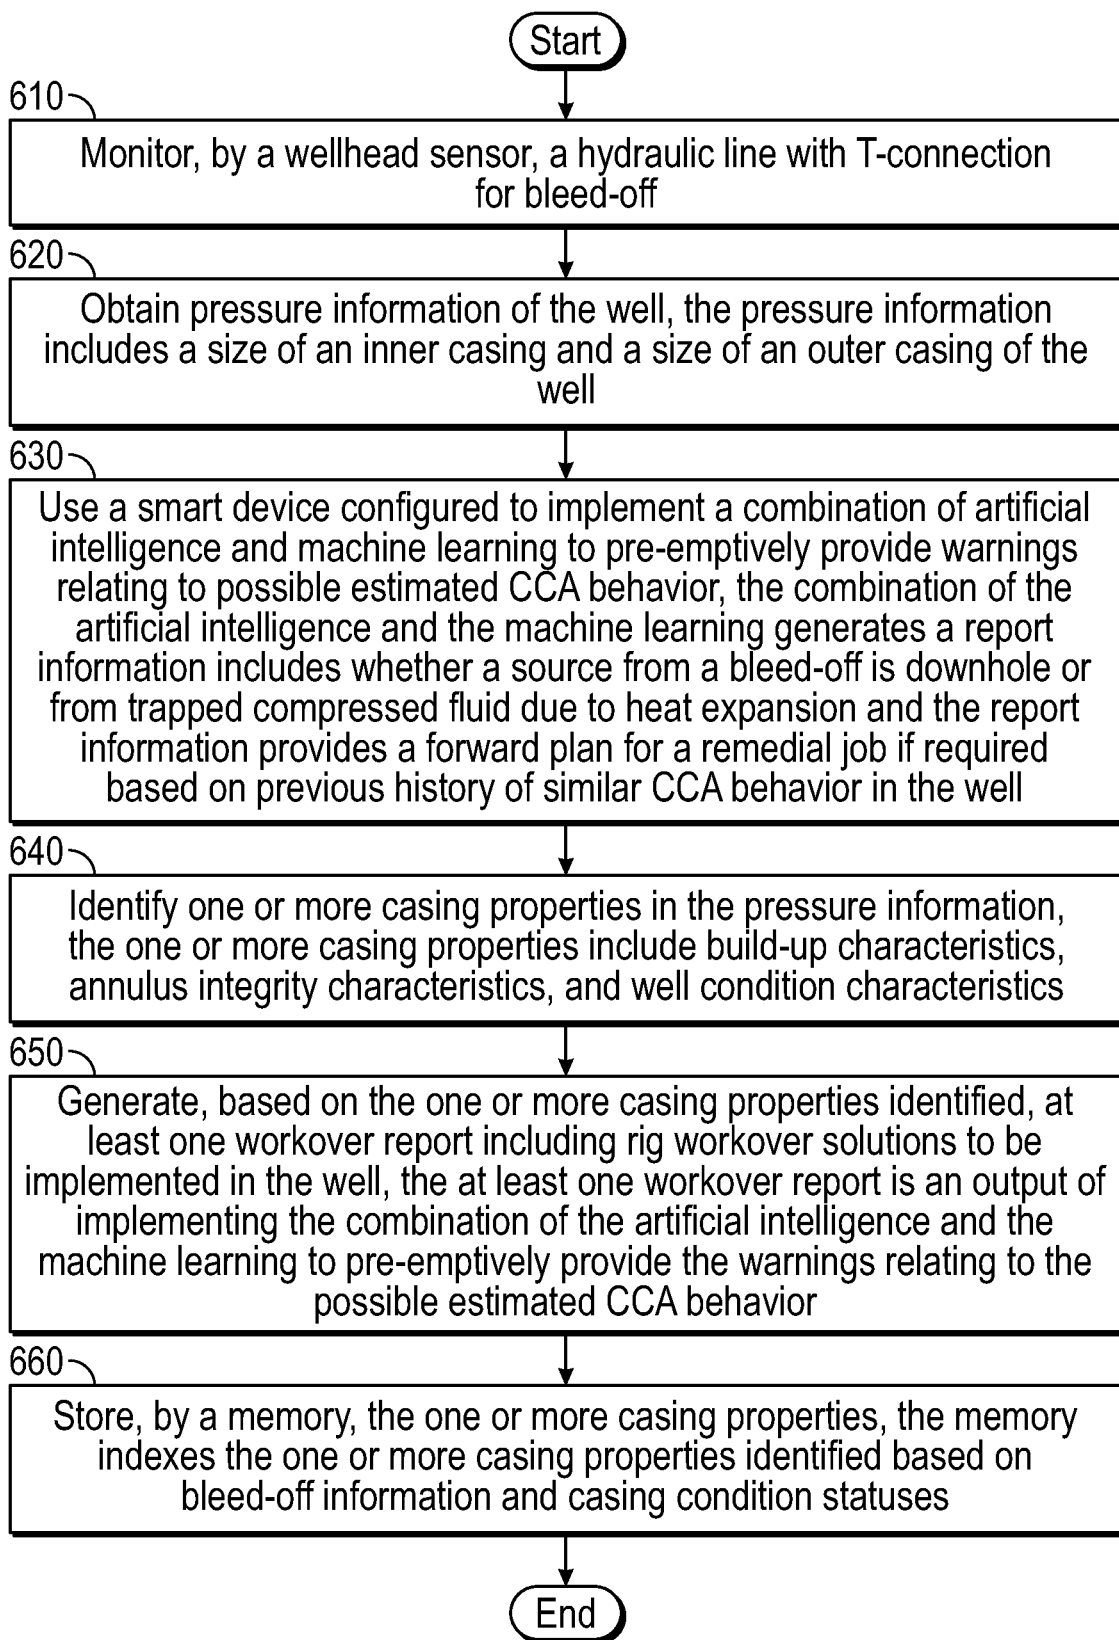 Start
610
Monitor, by a wellhead sensor, a hydraulic line with T-connection
for bleed-off
620
Obtain pressure information of the well, the pressure information
includes a size of an inner casing and a size of an outer casing of the
well
630
Use a smart device configured to implement a combination of artificial
intelligence and machine learning to pre-emptively provide warnings
relating to possible estimated CCA behavior, the combination of the
artificial intelligence and the machine learning generates a report
information includes whether a source from a bleed-off is downhole or
from trapped compressed fluid due to heat expansion and the report
information provides a forward plan for a remedial job if required
based on previous history of similar CCA behavior in the well
640
Identify one or more casing properties in the pressure information,
the one or more casing properties include build-up characteristics,
annulus integrity characteristics, and well condition characteristics
650
Generate, based on the one or more casing properties identified, at
least one workover report including rig workover solutions to be
implemented in the well, the at least one workover report is an output of
implementing the combination of the artificial intelligence and the
machine learning to pre-emptively provide the warnings relating to the
possible estimated CCA behavior
660
Store, by a memory, the one or more casing properties, the memory
indexes the one or more casing properties identified based on
bleed-off information and casing condition statuses
End